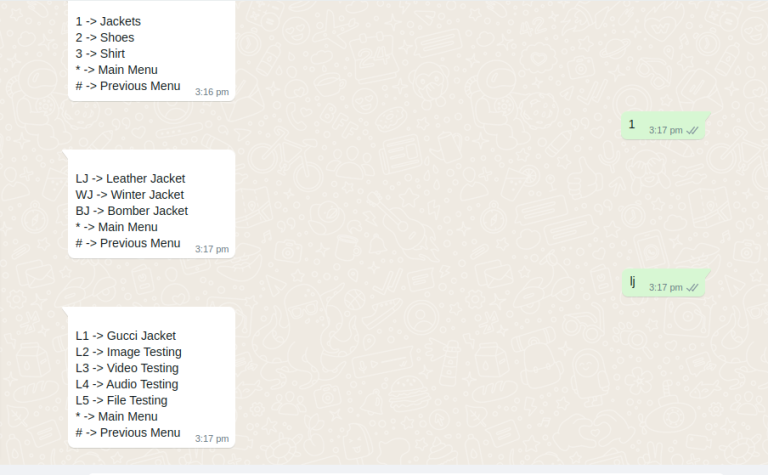 1 -> Jackets
2 -> Shoes
3 -> Shirt
* -> Main Menu
# -> Previous Menu
3:16 pm
1
3:17 pm
LJ -> Leather Jacket
WJ -> Winter Jacket
BJ -> Bomber Jacket
* -> Main Menu
# -> Previous Menu
3:17 pm
lj
3:17 pm
L1 -> Gucci Jacket
L2 -> Image Testing
L3 -> Video Testing
L4 -> Audio Testing
L5 -> File Testing
* -> Main Menu
# -> Previous Menu
3:17 pm